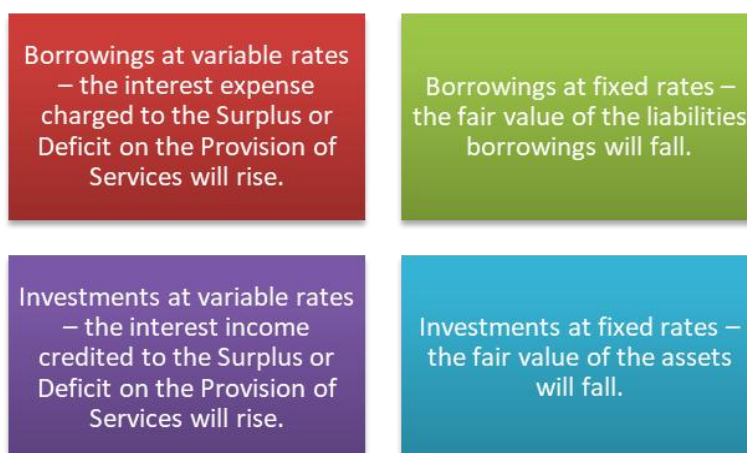 Borrowings at variable rates
– the interest expense
charged to the Surplus or
Deficit on the Provision of
Services will rise.
Borrowings at fixed rates –
the fair value of the liabilities
borrowings will fall.
Investments at variable rates
– the interest income
credited to the Surplus or
Deficit on the Provision of
Services will rise.
Investments at fixed rates –
the fair value of the assets
will fall.